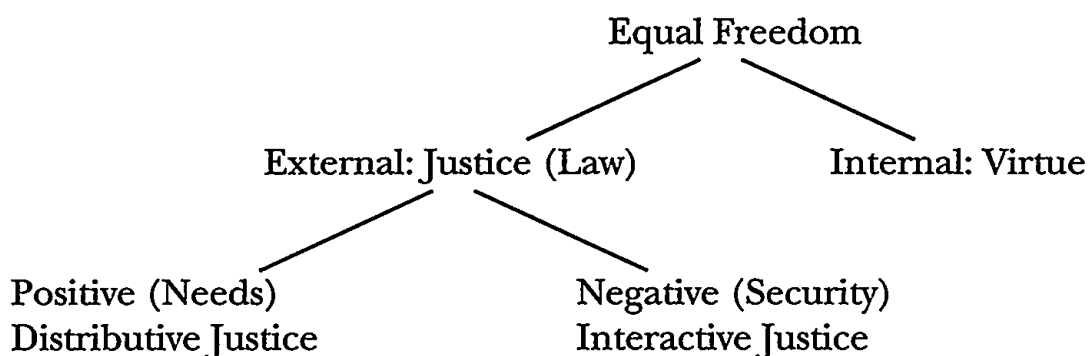 Equal Freedom
External: Justice (Law)
Internal: Virtue
Positive (Needs)
Distributive Justice
Negative (Security)
Interactive Justice